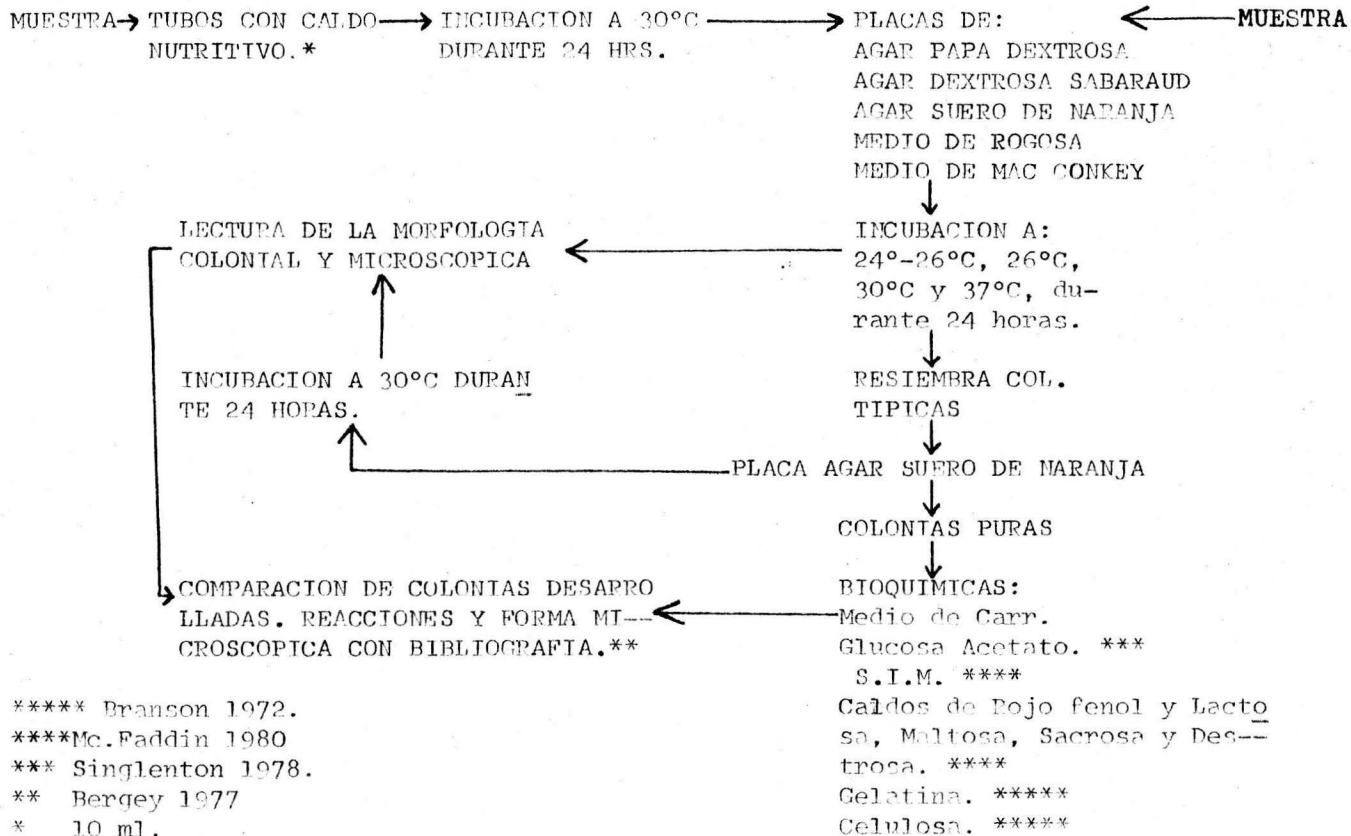 MUESTRA → TUBOS CON CALDO → INCUBACION A 30°C → PLACAS DE: ← MUESTRA
NUTRITIVO.* DURANTE 24 HRS. AGAR PAPA DEXTROSA
AGAR DEXTROSA SABARAUD
AGAR SUERO DE NARANJA
MEDIO DE ROGOSA
MEDIO DE MAC CONKEY
LECTURA DE LA MORFOLOGIA
COLONIAL Y MICROSCOPICA
INCUBACION A:
24°-26°C, 26°C,
30°C y 37°C, du-
rante 24 horas.
INCUBACION A 30°C DURAN
TE 24 HORAS.
RESIEMBRA COL.
TIPICAS
PLACA AGAR SUERO DE NARANJA
COLONIAS PURAS
COMPARACION DE COLONIAS DESARRO
LLADAS. REACCIONES Y FORMA MI--
CROSCOPICA CON BIBLIOGRAFIA.**
BIOQUIMICAS:
Medio de Carr.
Glucosa Acetato. ***
S.I.M. ****
Caldos de Rojo fenol y Lacto
sa, Maltosa, Sacrosa y Des--
trosa. ****
Gelatina. *****
Celulosa. *****
***** Branson 1972.
****Mc.Faddin 1980
*** Singlenton 1978.
** Bergey 1977
* 10 ml.